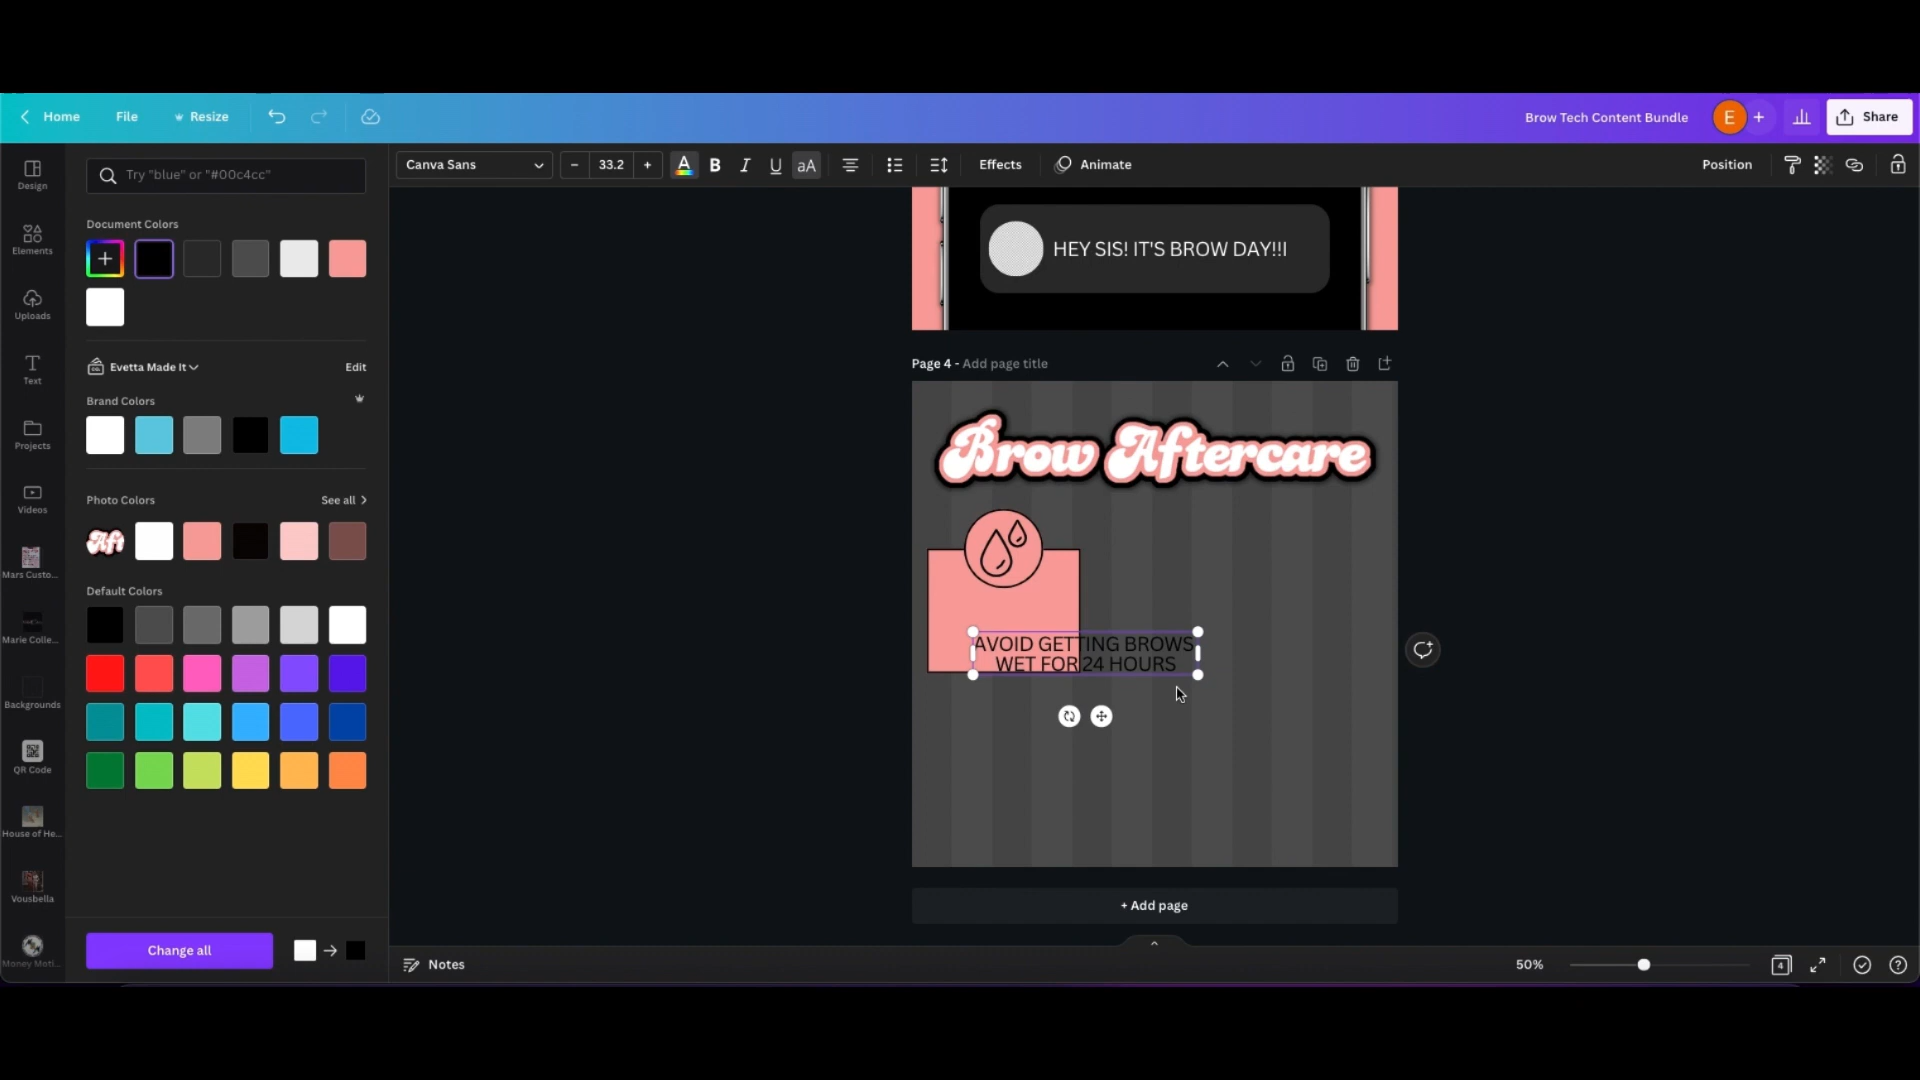 Home
File
Resize
Brow Tech Content Bundle
E
+
Share
Design
Elements
Uploads
Text
Projects
Videos
Mars Custo...
Marie Colle...
Backgrounds
QR Code
House of He...
Vousbella
Money Moti...
Try "blue" or "#00c4cc"
Document Colors
Evetta Made It
Edit
Brand Colors
Photo Colors
See all
Aft
Default Colors
Change all
Canva Sans
– 33.2 +
A
B
I
U
aA
Effects
Animate
Position
HEY SIS! IT'S BROW DAY!!!
Page 4 - Add page title
Brow Aftercare
AVOID GETTING BROWS
WET FOR 24 HOURS
+ Add page
Notes
50%
4
?